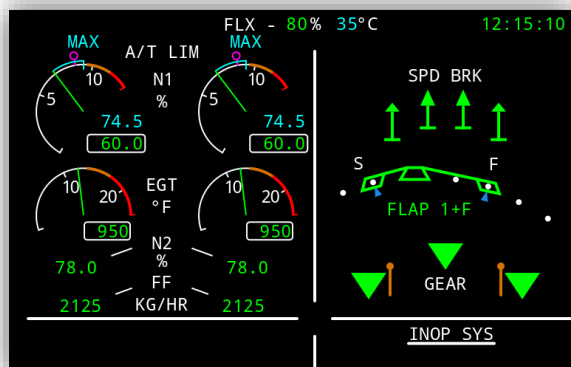 FLX - 80% 35°C 12:15:10
MAX A/T LIM MAX
10 N1 10
5 % 5
74.5 74.5
60.0 60.0
SPD BRK
S F
FLAP 1+F
10 EGT 10
20 °F 20
950 950
N2
78.0 % 78.0
FF
2125 KG/HR 2125
GEAR
INOP SYS